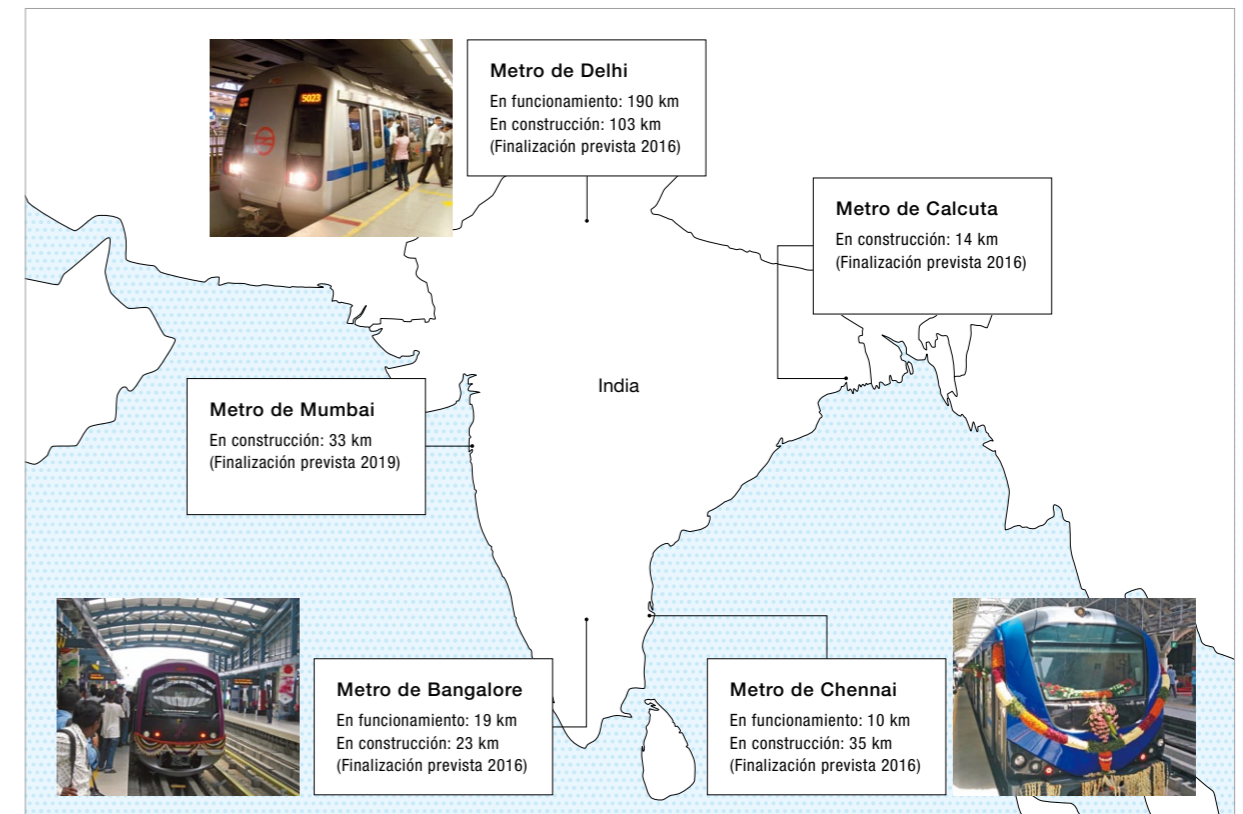 Metro de Delhi
En funcionamiento: 190 km
En construcción: 103 km
(Finalización prevista 2016)
5023
Metro de Calcuta
En construcción: 14 km
(Finalización prevista 2016)
India
Metro de Mumbai
En construcción: 33 km
(Finalización prevista 2019)
Metro de Bangalore
En funcionamiento: 19 km
En construcción: 23 km
(Finalización prevista 2016)
Metro de Chennai
En funcionamiento: 10 km
En construcción: 35 km
(Finalización prevista 2016)